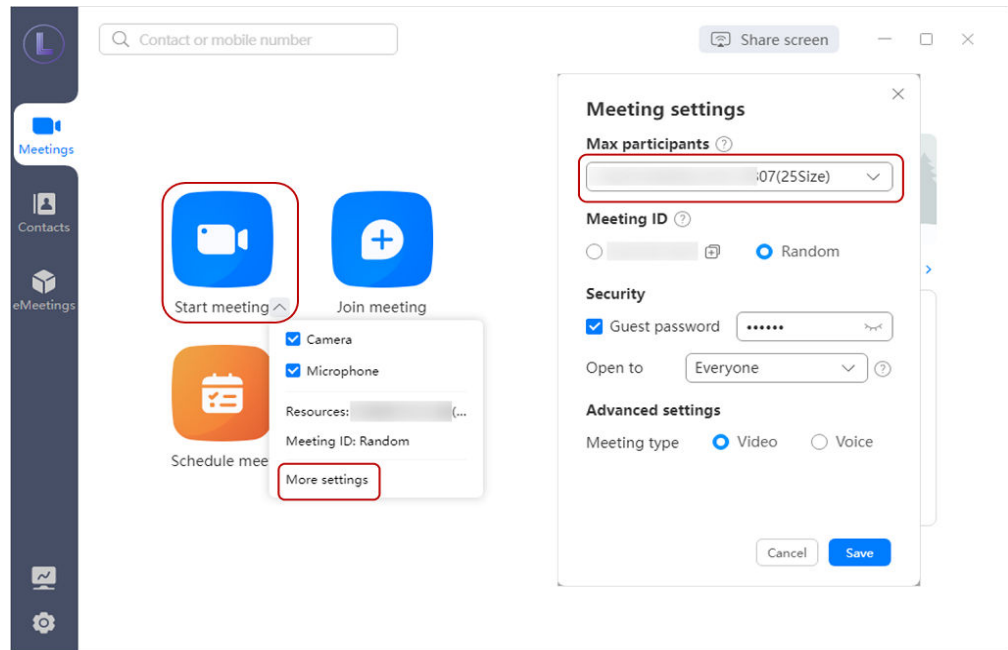 L
Contact or mobile number
Share screen
Meetings
Contacts
eMeetings
Start meeting
Join meeting
Camera
Microphone
Resources: (...
Meeting ID: Random
More settings
Schedule mee
Meeting settings
Max participants ?
07(25Size)
Meeting ID ?
Random
Security
Guest password ••••••
Open to Everyone ?
Advanced settings
Meeting type Video Voice
Cancel Save